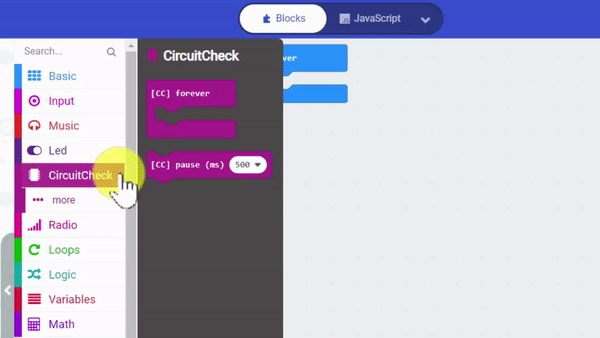 Blocks
JavaScript
Search...
Basic
Input
Music
Led
CircuitCheck
more
Radio
Loops
Logic
Variables
Math
CircuitCheck
[CC] forever
[CC] pause (ms) 500
ver